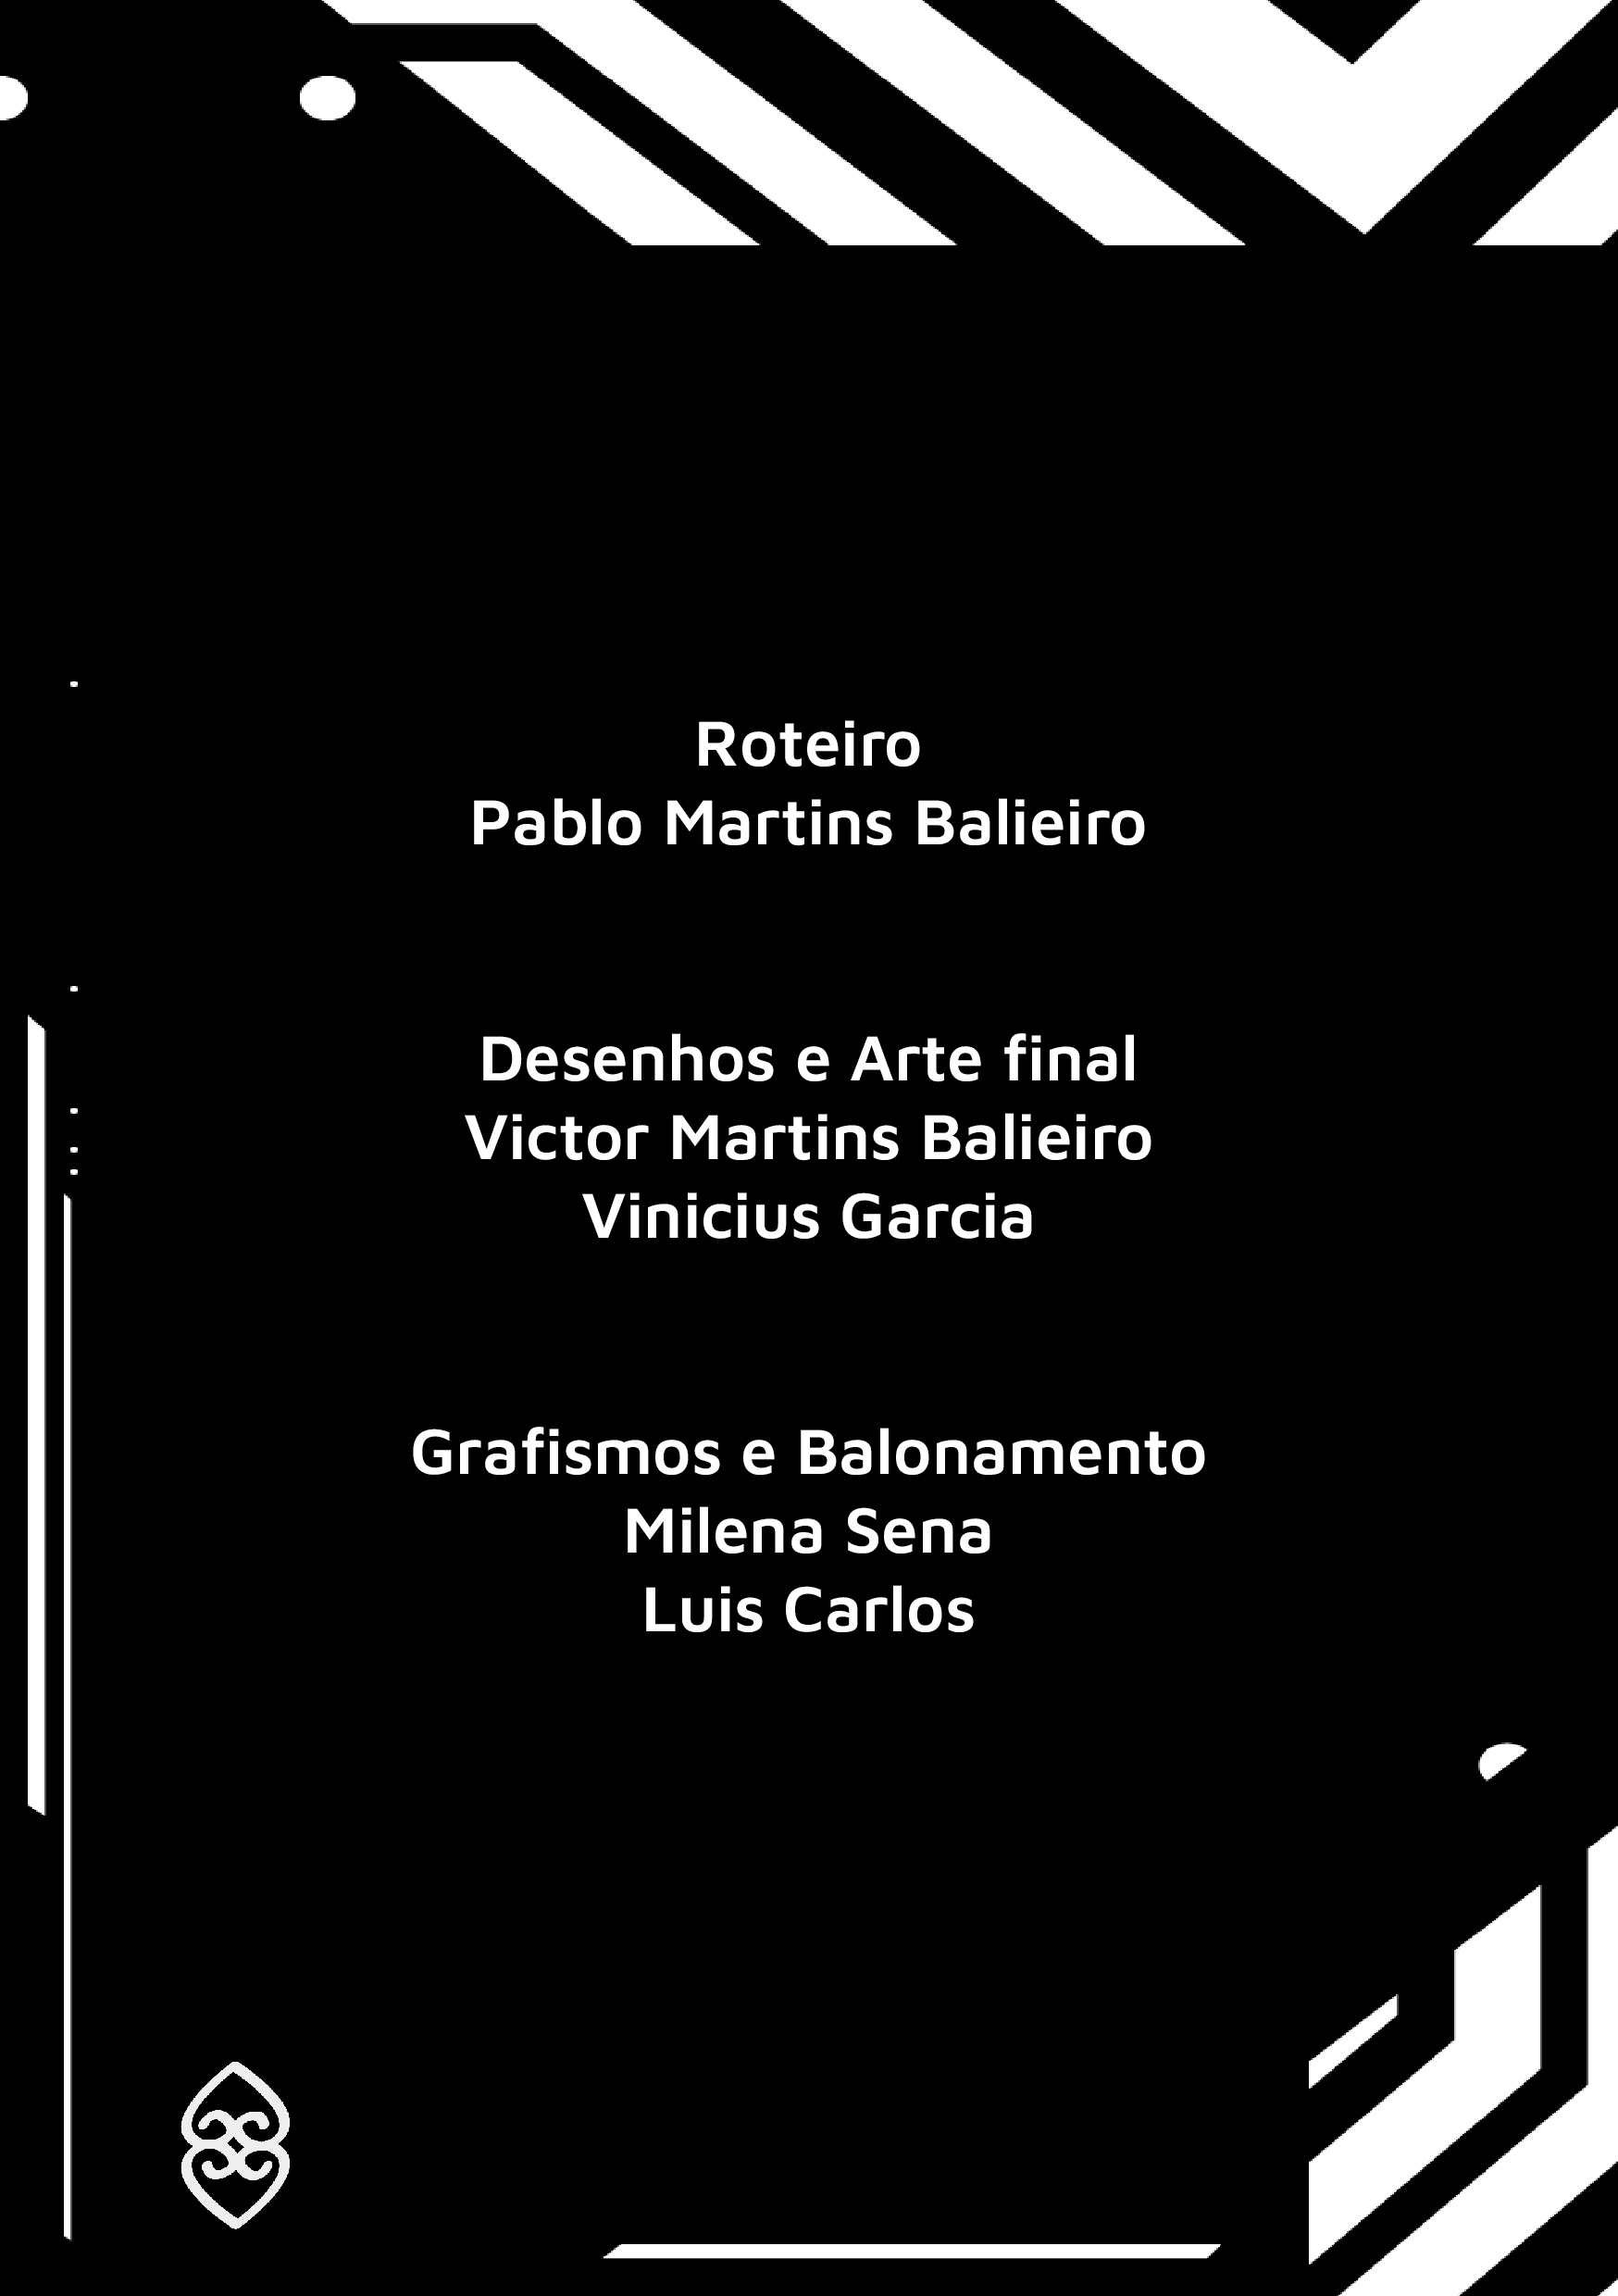 Roteiro
Pablo Martins Balieiro
Desenhos e Arte final
Victor Martins Balieiro
Vinicius Garcia
Grafismos e Balonamento
Milena Sena
Luis Carlos